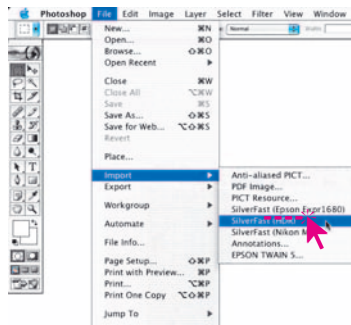 Photoshop File Edit Image Layer Select Filter View Window
New... ⌘N
Open... ⌘O
Browse... ⇧⌘O
Open Recent ▶
Close ⌘W
Close All ⌥⌘W
Save ⌘S
Save As... ⇧⌘S
Save for Web... ⌥⇧⌘S
Revert
Place...
Import ▶
Export ▶
Workgroup ▶
Automate ▶
File Info...
Page Setup... ⇧⌘P
Print with Preview... ⌘P
Print... ⌥⌘P
Print One Copy ⌥⇧⌘P
Jump To ▶
Normal
Width:
Anti-aliased PICT...
PDF Image...
PICT Resource...
SilverFast (Epson Expr1680)
SilverFast (HDR)
SilverFast (Nikon
Annotations...
EPSON TWAIN 5...